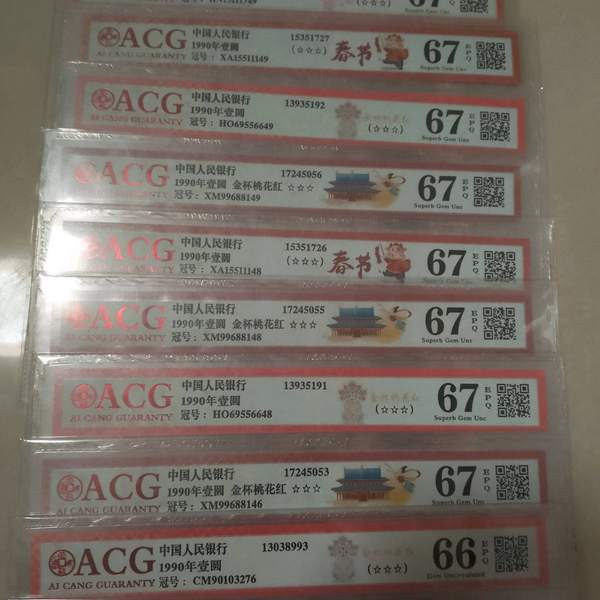 ACG 中国人民银行 15351727 春节 67 EPQ
AI CANG GUARANTY 1990年壹圆 (☆☆☆) Superb Gem Unc
冠号: XA15511149
ACG 中国人民银行 13935192 67 EPQ
AI CANG GUARANTY 1990年壹圆 (☆☆☆) Superb Gem Unc
冠号: HO69556649
ACG 中国人民银行 17245056 67 EPQ
AI CANG GUARANTY 1990年壹圆 金杯桃花红 ☆☆☆ Superb Gem Unc
冠号: XM99688149
ACG 中国人民银行 15351726 春节 67 EPQ
AI CANG GUARANTY 1990年壹圆 (☆☆☆) Superb Gem Unc
冠号: XA15511148
ACG 中国人民银行 17245055 67 EPQ
AI CANG GUARANTY 1990年壹圆 金杯桃花红 ☆☆☆ Superb Gem Unc
冠号: XM99688148
ACG 中国人民银行 13935191 金杯桃花红 67 EPQ
AI CANG GUARANTY 1990年壹圆 (☆☆☆) Superb Gem Unc
冠号: HO69556648
ACG 中国人民银行 17245053 67 EPQ
AI CANG GUARANTY 1990年壹圆 金杯桃花红 ☆☆☆ Superb Gem Unc
冠号: XM99688146
ACG 中国人民银行 13038993 66 EPQ
AI CANG GUARANTY 1990年壹圆 (☆☆☆) Gem Uncirculated
冠号: CM90103276